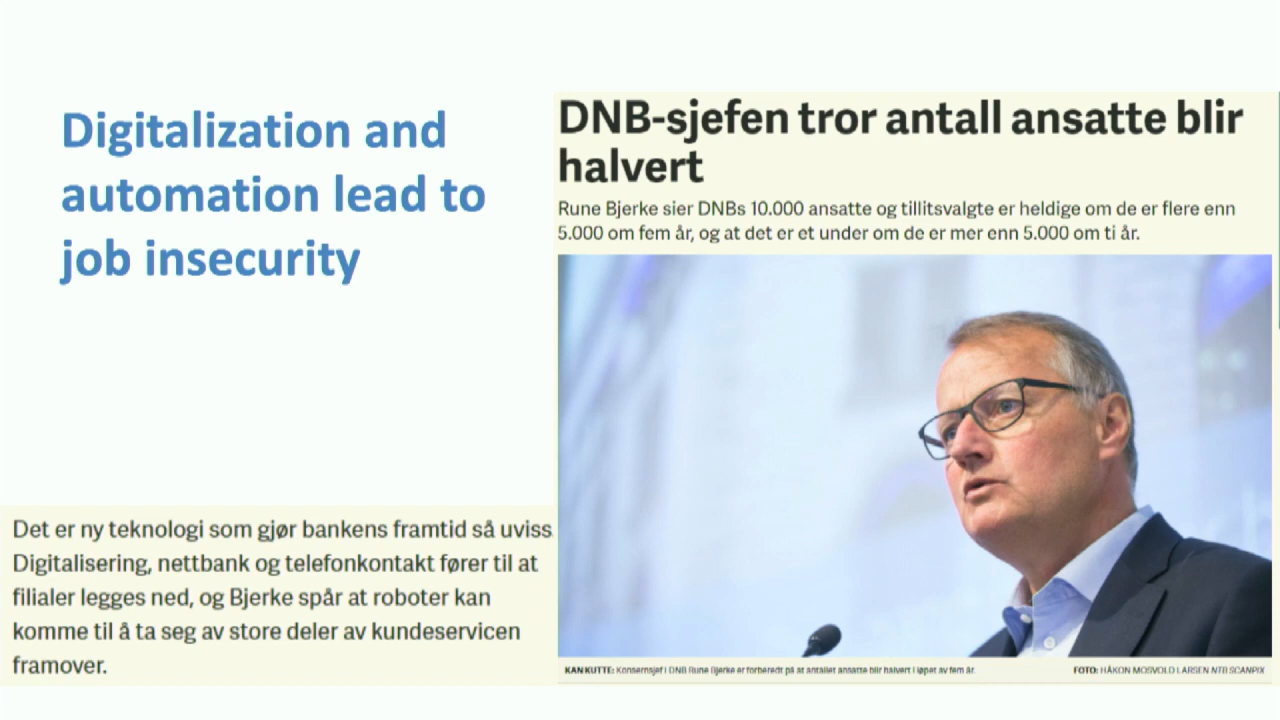 Digitalization and
automation lead to
job insecurity
DNB-sjefen tror antall ansatte blir
halvert
Rune Bjerke sier DNBs 10.000 ansatte og tillitsvalgte er heldige om de er flere enn
5.000 om fem år, og at det er et under om de er mer enn 5.000 om ti år.
Det er ny teknologi som gjør bankens framtid så uviss
Digitalisering, nettbank og telefonkontakt fører til at
filialer legges ned, og Bjerke spår at roboter kan
komme til å ta seg av store deler av kundeservicen
framover.
KAN KUTTE: Konsernsjef i DNB Rune Bjerke er forberedt på at antallet ansatte blir halvert i løpet av fem år.
FOTO: HÅKON MOSVOLD LARSEN NTB SCANPIX